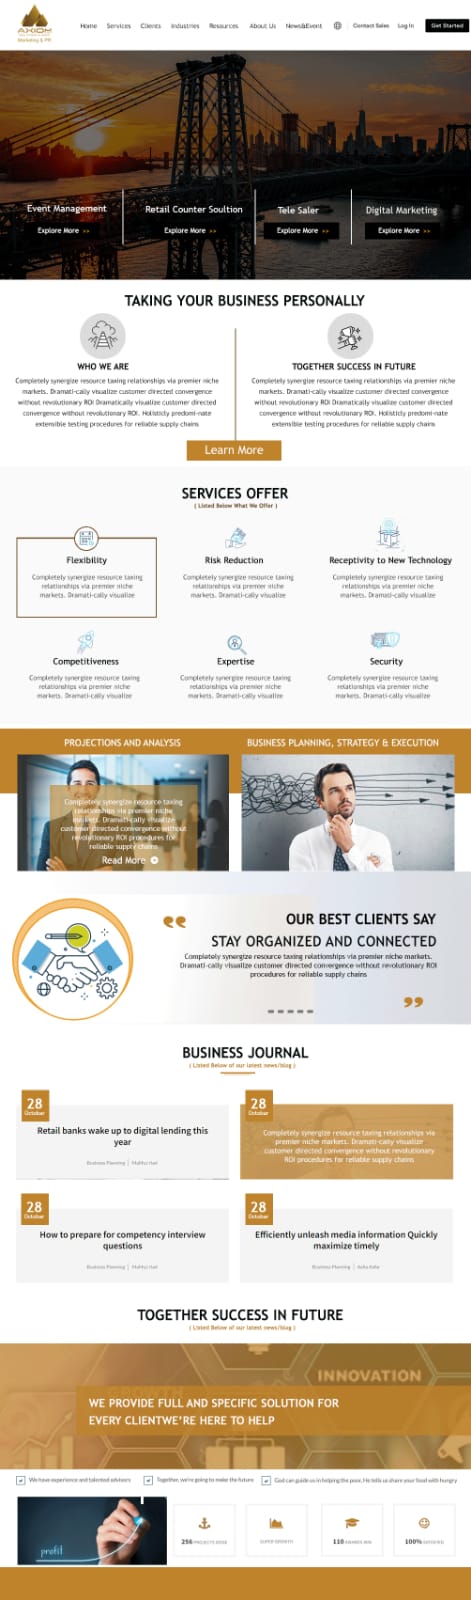 AXIOM
Marketing & PR
Home Services Clients Industries Resources About Us News&Event Contact Sales Log In Get Started
Event Management
Explore More >>
Retail Counter Soultion
Explore More >>
Tele Saler
Explore More >>
Digital Marketing
Explore More >>
TAKING YOUR BUSINESS PERSONALLY
WHO WE ARE
Completely synergize resource taxing relationships via premier niche
markets. Dramati-cally visualize customer directed convergence
without revolutionary ROI Dramatically visualize customer directed
convergence without revolutionary ROI. Holisticly predomi-nate
extensible testing procedures for reliable supply chains
TOGETHER SUCCESS IN FUTURE
Completely synergize resource taxing relationships via premier niche
markets. Dramati-cally visualize customer directed convergence
without revolutionary ROI Dramatically visualize customer directed
convergence without revolutionary ROI. Holisticly predomi-nate
extensible testing procedures for reliable supply chains
Learn More
SERVICES OFFER
( Listed Below What We Offer )
Flexibility
Completely synergize resource taxing
relationships via premier niche
markets. Dramati-cally visualize
Risk Reduction
Completely synergize resource taxing
relationships via premier niche
markets. Dramati-cally visualize
Receptivity to New Technology
Completely synergize resource taxing
relationships via premier niche
markets. Dramati-cally visualize
Competitiveness
Completely synergize resource taxing
relationships via premier niche
markets. Dramati-cally visualize
Expertise
Completely synergize resource taxing
relationships via premier niche
markets. Dramati-cally visualize
Security
Completely synergize resource taxing
relationships via premier niche
markets. Dramati-cally visualize
PROJECTIONS AND ANALYSIS
Completely synergize resource taxing
relationships via premier niche
markets. Dramati-cally visualize
customer directed convergence without
revolutionary ROI procedures for
reliable supply chains
Read More
BUSINESS PLANNING, STRATEGY & EXECUTION
OUR BEST CLIENTS SAY
STAY ORGANIZED AND CONNECTED
Completely synergize resource taxing relationships via premier niche markets.
Dramati-cally visualize customer directed convergence without revolutionary ROI
procedures for reliable supply chains
BUSINESS JOURNAL
( Listed Below of our latest news/blog )
28
October
Retail banks wake up to digital lending this
year
Business Planning |
28
October
Completely synergize resource taxing relationships via
premier niche markets. Dramati-cally visualize
customer directed convergence without revolutionary
ROI procedures for reliable supply chains
28
October
How to prepare for competency interview
questions
Business Planning |
28
October
Efficiently unleash media information Quickly
maximize timely
Business Planning |
TOGETHER SUCCESS IN FUTURE
( Listed Below of our latest news/blog )
INNOVATION
GROWTH
WE PROVIDE FULL AND SPECIFIC SOLUTION FOR
EVERY CLIENTWE'RE HERE TO HELP
We have experience and talented advisors
Together, we're going to make the future
God can guide us in helping the poor, He tells us share your food with hungry
profit
256 PROJECTS DONE
SUPER GROWTH
110 AWARDS WIN
100% SATISFIED